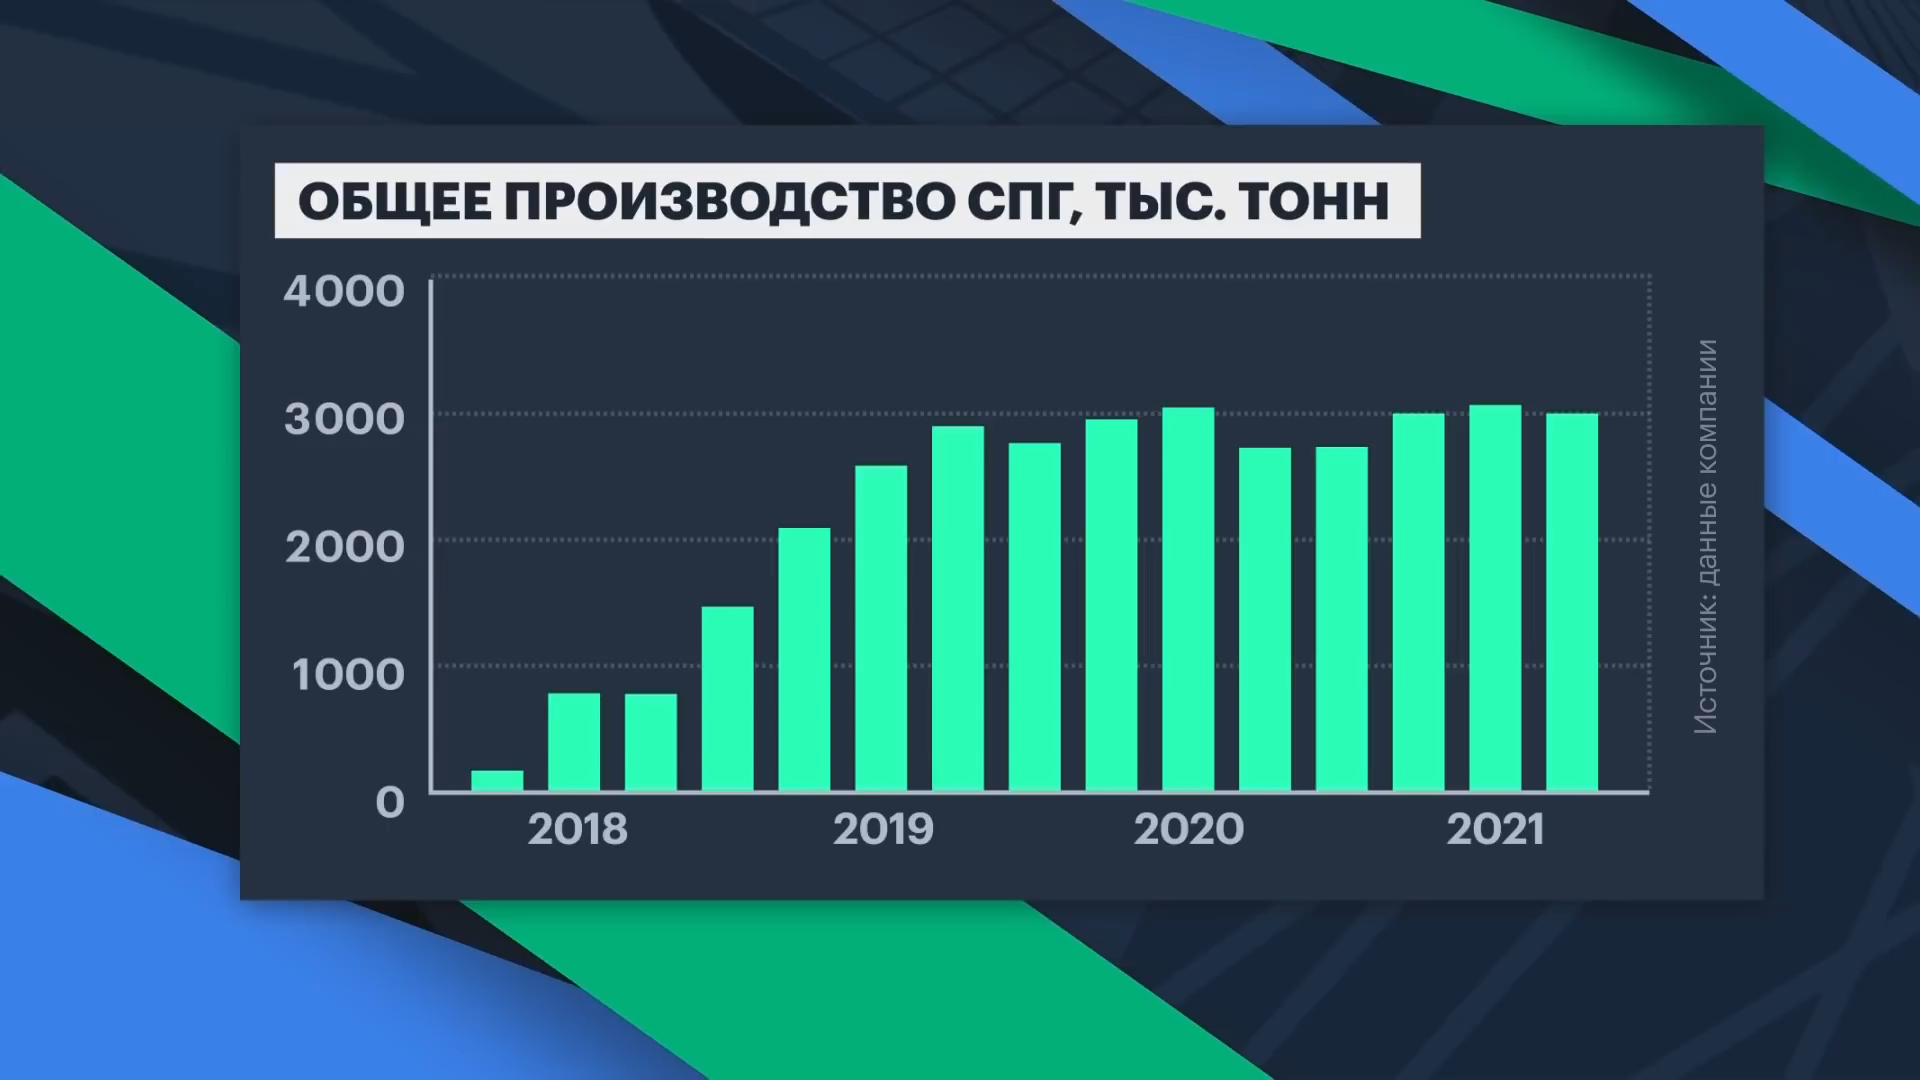 ОБЩЕЕ ПРОИЗВОДСТВО СПГ, ТЫС. ТОНН
4000
3000
2000
1000
0
2018 2019 2020 2021
Источник: данные компании